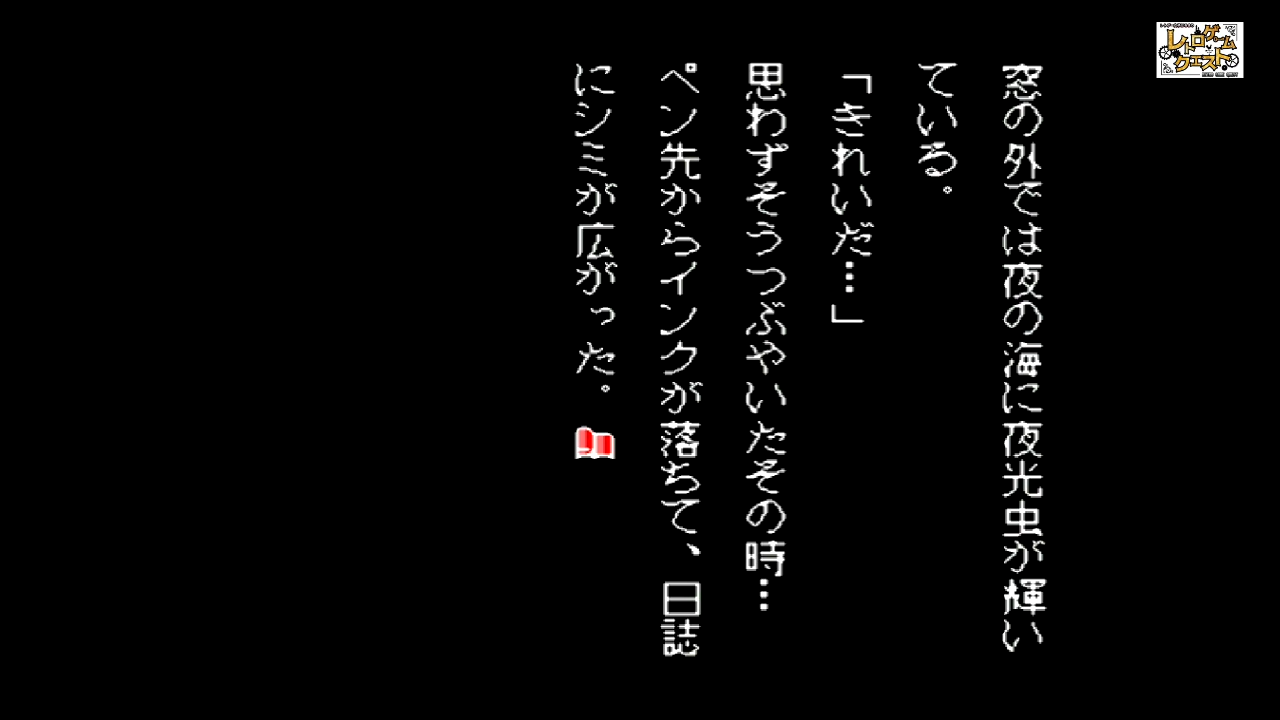 窓の外では夜の海に夜光虫が輝い
ている。
「きれいだ…」
思わずそうつぶやいたその時…
ペン先からインクが落ちて、日誌
にシミが広がった。
レトロゲーム
クエスト